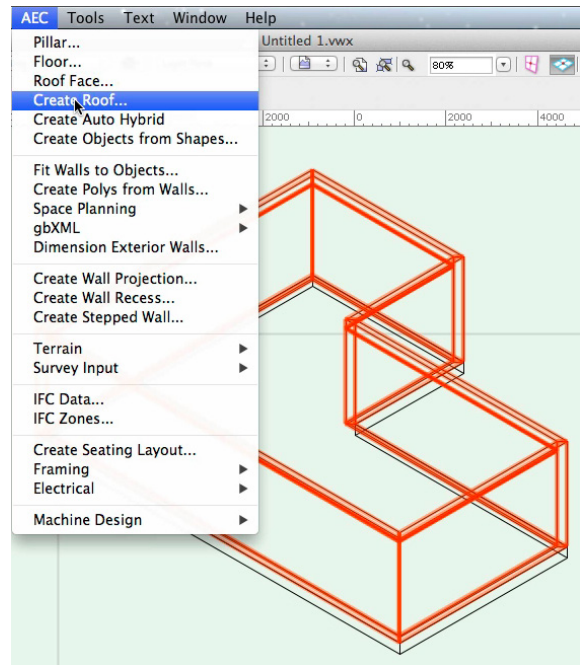 AEC Tools Text Window Help
Untitled 1.vwx
80%
2000 0 2000 4000
Pillar...
Floor...
Roof Face...
Create Roof...
Create Auto Hybrid
Create Objects from Shapes...
Fit Walls to Objects...
Create Polys from Walls...
Space Planning
gbXML
Dimension Exterior Walls...
Create Wall Projection...
Create Wall Recess...
Create Stepped Wall...
Terrain
Survey Input
IFC Data...
IFC Zones...
Create Seating Layout...
Framing
Electrical
Machine Design